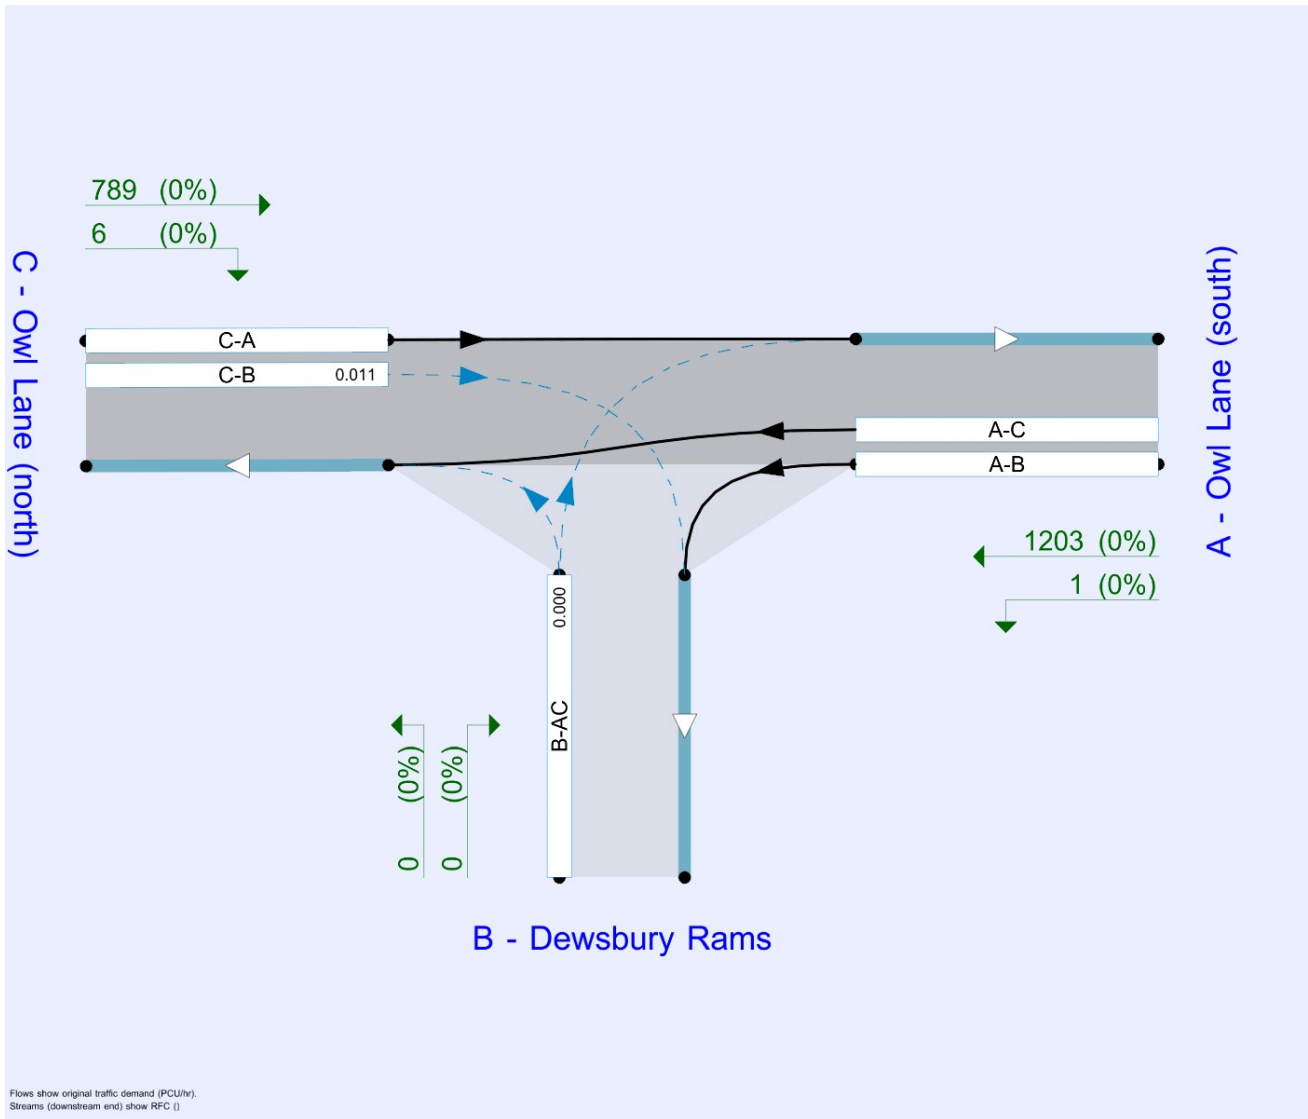 789 (0%)
6 (0%)
C - Owl Lane (north)
A - Owl Lane (south)
C-A
C-B 0.011
A-C
A-B
1203 (0%)
1 (0%)
0.000
B-AC
0 (0%)
0 (0%)
B - Dewsbury Rams
Flows show original traffic demand (PCU/hr).
Streams (downstream end) show RFC ()